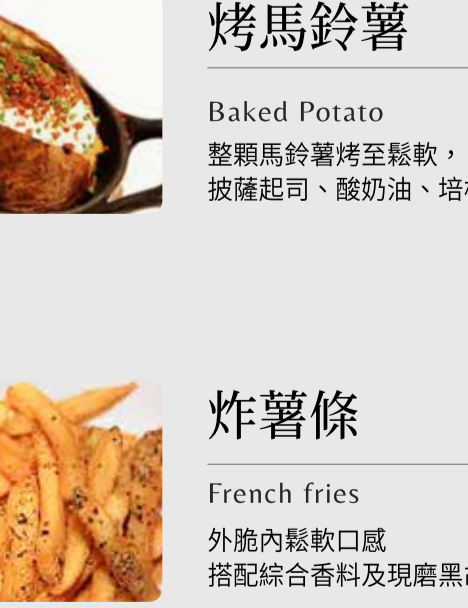 烤馬鈴薯
Baked Potato
整顆馬鈴薯烤至鬆軟，
披薩起司、酸奶油、培
炸薯條
French fries
外脆內鬆軟口感
搭配綜合香料及現磨黑